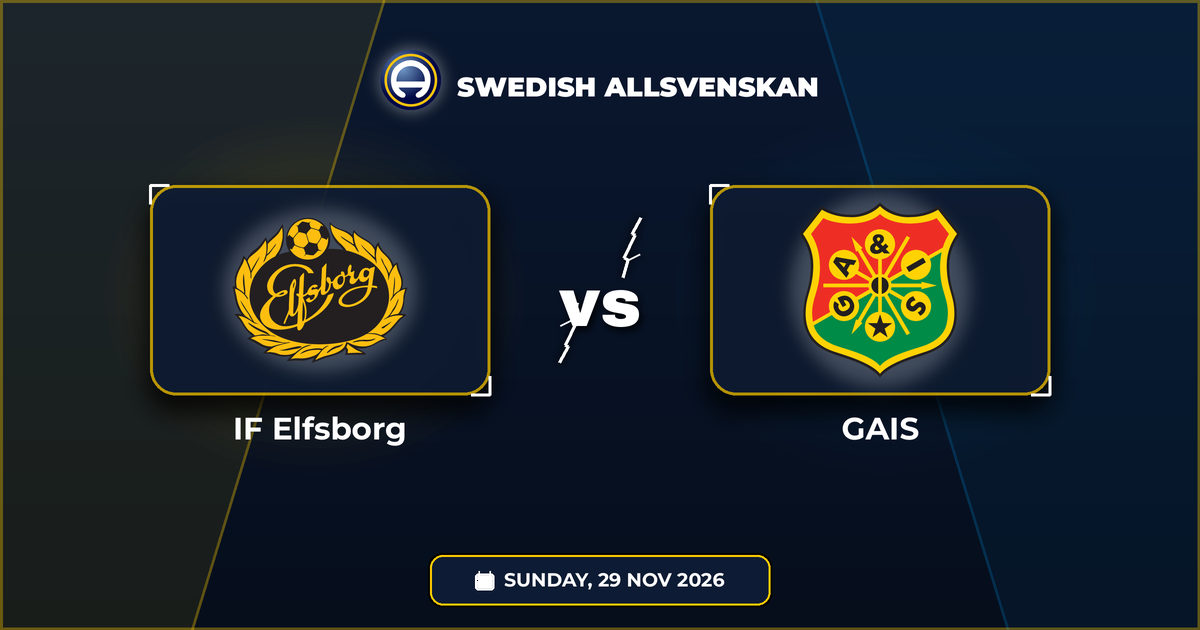 SWEDISH ALLSVENSKAN
Elfsborg
G A & I S
VS
IF Elfsborg
GAIS
SUNDAY, 29 NOV 2026